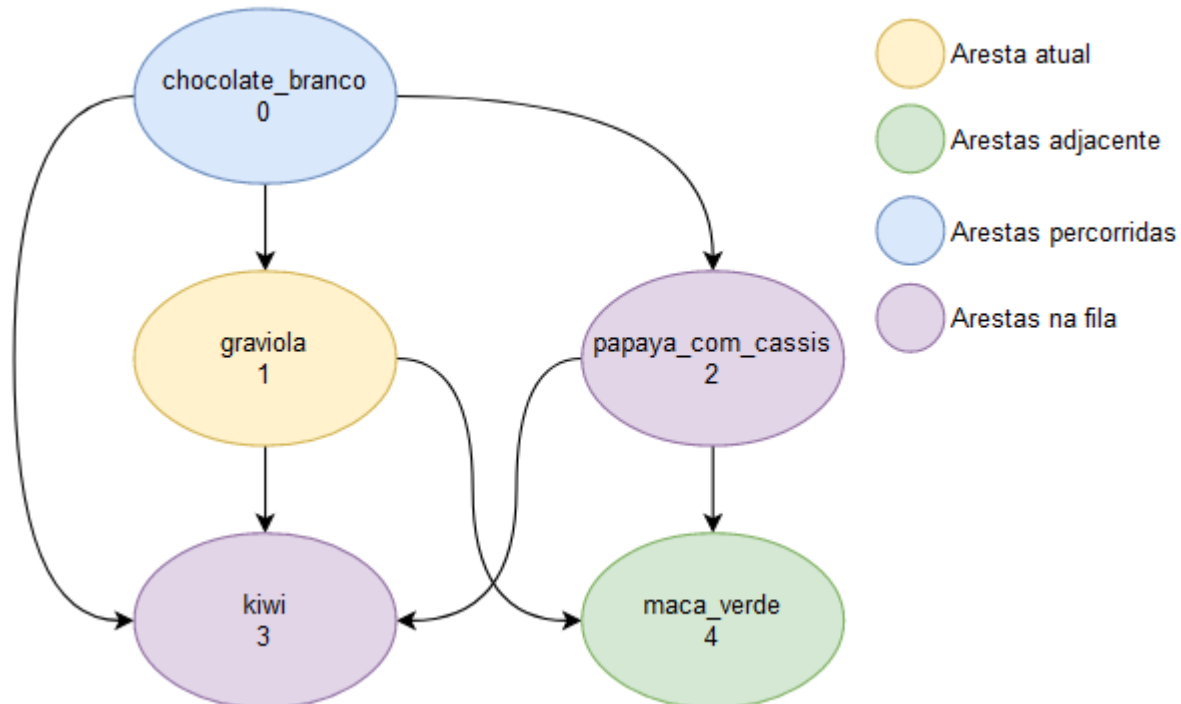 chocolate_branco
0
graviola
1
papaya_com_cassis
2
kiwi
3
maca_verde
4
Aresta atual
Arestas adjacente
Arestas percorridas
Arestas na fila